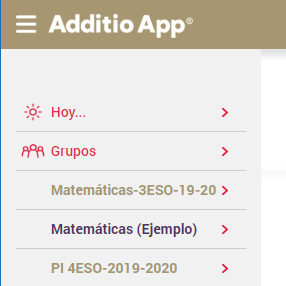 Additio App®
Hoy...
Grupos
Matemáticas-3ESO-19-20
Matemáticas (Ejemplo)
PI 4ESO-2019-2020